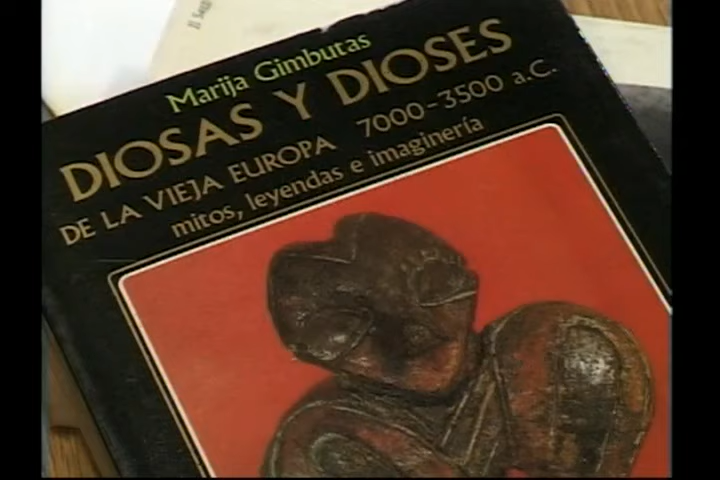 Marija Gimbutas
DIOSAS Y DIOSES
DE LA VIEJA EUROPA 7000-3500 a.C.
mitos, leyendas e imaginería